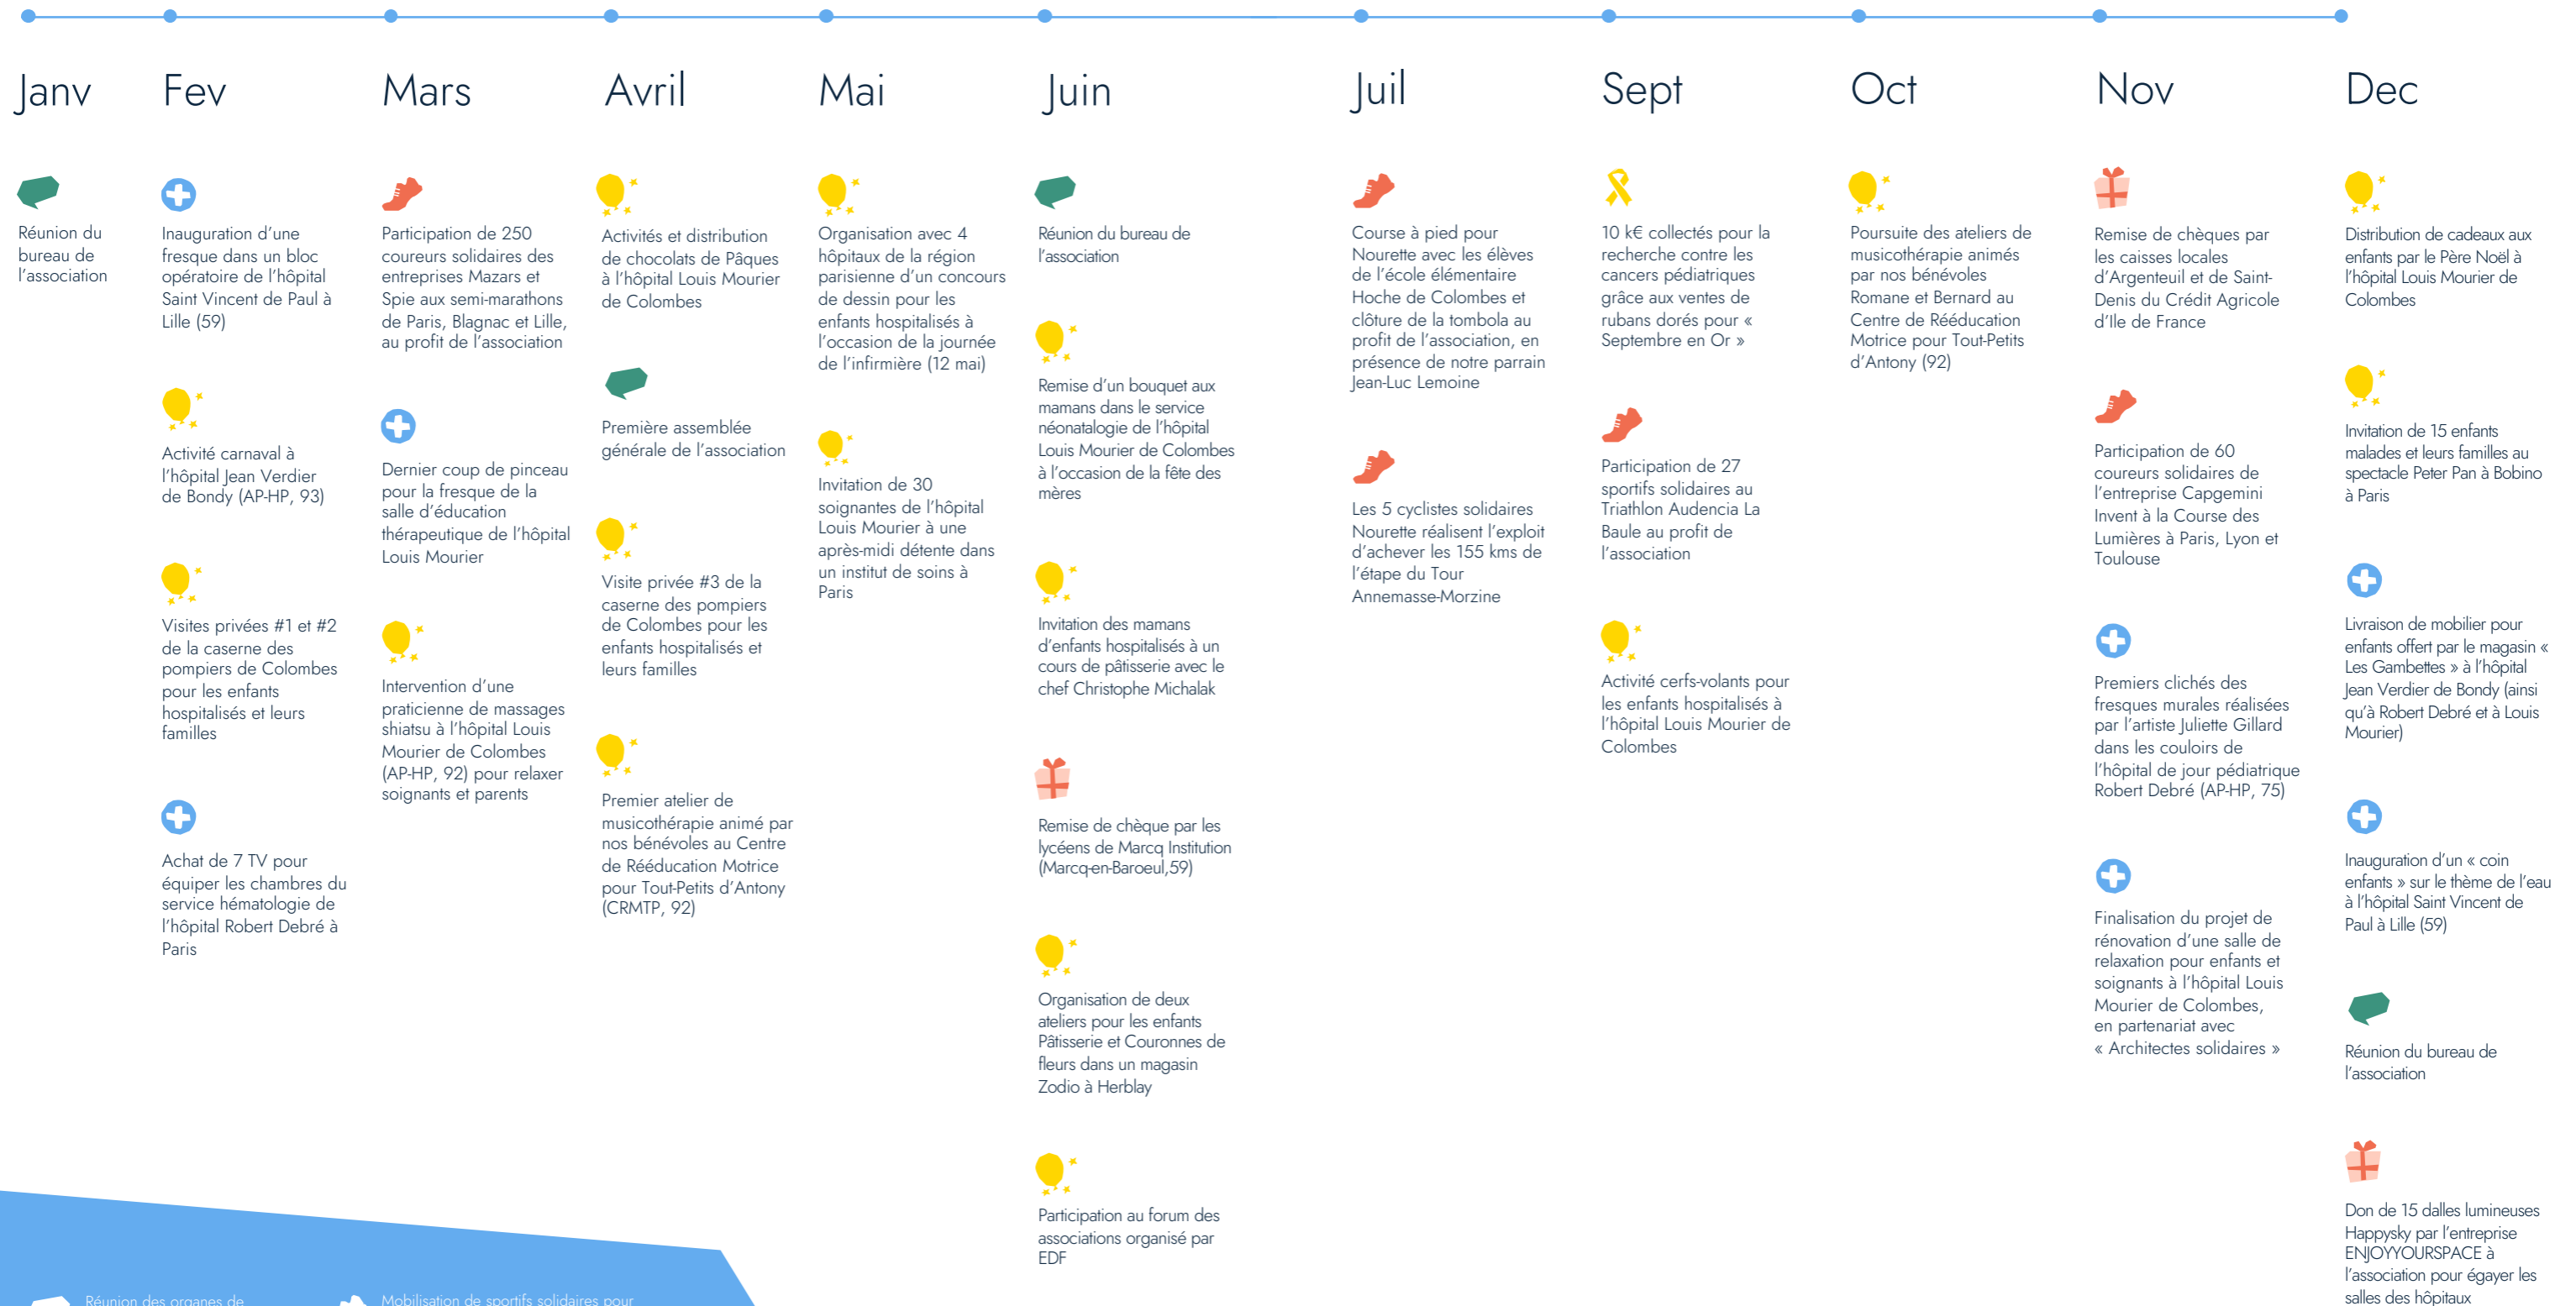 Janv
Fev
Mars
Avril
Mai
Juin
Juil
Sept
Oct
Nov
Dec
Réunion du
bureau de
l'association
Inauguration d'une
fresque dans un bloc
opératoire de l'hôpital
Saint Vincent de Paul à
Lille (59)
Activité carnaval à
l'hôpital Jean Verdier
de Bondy (AP-HP, 93)
Visites privées #1 et #2
de la caserne des
pompiers de Colombes
pour les enfants
hospitalisés et leurs
familles
Achat de 7 TV pour
équiper les chambres du
service hématologie de
l'hôpital Robert Debré à
Paris
Participation de 250
coureurs solidaires des
entreprises Mazars et
Spie aux semi-marathons
de Paris, Blagnac et Lille,
au profit de l'association
Dernier coup de pinceau
pour la fresque de la
salle d'éducation
thérapeutique de l'hôpital
Louis Mourier
Intervention d'une
praticienne de massages
shiatsu à l'hôpital Louis
Mourier de Colombes
(AP-HP, 92) pour relaxer
soignants et parents
Activités et distribution
de chocolats de Pâques
à l'hôpital Louis Mourier
de Colombes
Première assemblée
générale de l'association
Visite privée #3 de la
caserne des pompiers
de Colombes pour les
enfants hospitalisés et
leurs familles
Premier atelier de
musicothérapie animé par
nos bénévoles au Centre
de Rééducation Motrice
pour Tout-Petits d'Antony
(CRMTP, 92)
Organisation avec 4
hôpitaux de la région
parisienne d'un concours
de dessin pour les
enfants hospitalisés à
l'occasion de la journée
de l'infirmière (12 mai)
Invitation de 30
soignantes de l'hôpital
Louis Mourier à une
après-midi détente dans
un institut de soins à
Paris
Réunion du bureau de
l'association
Remise d'un bouquet aux
mamans dans le service
néonatalogie de l'hôpital
Louis Mourier de Colombes
à l'occasion de la fête des
mères
Invitation des mamans
d'enfants hospitalisés à un
cours de pâtisserie avec le
chef Christophe Michalak
Remise de chèque par les
lycéens de Marcq Institution
(Marcq-en-Baroeul,59)
Organisation de deux
ateliers pour les enfants
Pâtisserie et Couronnes de
fleurs dans un magasin
Zodio à Herblay
Participation au forum des
associations organisé par
EDF
Course à pied pour
Nourette avec les élèves
de l'école élémentaire
Hoche de Colombes et
clôture de la tombola au
profit de l'association, en
présence de notre parrain
Jean-Luc Lemoine
Les 5 cyclistes solidaires
Nourette réalisent l'exploit
d'achever les 155 kms de
l'étape du Tour
Annemasse-Morzine
10 k€ collectés pour la
recherche contre les
cancers pédiatriques
grâce aux ventes de
rubans dorés pour «
Septembre en Or »
Participation de 27
sportifs solidaires au
Triathlon Audencia La
Baule au profit de
l'association
Activité cerfs-volants pour
les enfants hospitalisés à
l'hôpital Louis Mourier de
Colombes
Poursuite des ateliers de
musicothérapie animés
par nos bénévoles
Romane et Bernard au
Centre de Rééducation
Motrice pour Tout-Petits
d'Antony (92)
Remise de chèques par
les caisses locales
d'Argenteuil et de Saint-
Denis du Crédit Agricole
d'Ile de France
Participation de 60
coureurs solidaires de
l'entreprise Capgemini
Invent à la Course des
Lumières à Paris, Lyon et
Toulouse
Premiers clichés des
fresques murales réalisées
par l'artiste Juliette Gillard
dans les couloirs de
l'hôpital de jour pédiatrique
Robert Debré (AP-HP, 75)
Finalisation du projet de
rénovation d'une salle de
relaxation pour enfants et
soignants à l'hôpital Louis
Mourier de Colombes,
en partenariat avec
« Architectes solidaires »
Distribution de cadeaux aux
enfants par le Père Noël à
l'hôpital Louis Mourier de
Colombes
Invitation de 15 enfants
malades et leurs familles au
spectacle Peter Pan à Bobino
à Paris
Livraison de mobilier pour
enfants offert par le magasin «
Les Gambettes » à l'hôpital
Jean Verdier de Bondy (ainsi
qu'à Robert Debré et à Louis
Mourier)
Inauguration d'un « coin
enfants » sur le thème de l'eau
à l'hôpital Saint Vincent de
Paul à Lille (59)
Réunion du bureau de
l'association
Don de 15 dalles lumineuses
Happysky par l'entreprise
ENJOYYOURSPACE à
l'association pour égayer les
salles des hôpitaux
Réunion des organes de
Mobilisation de sportifs solidaires pour